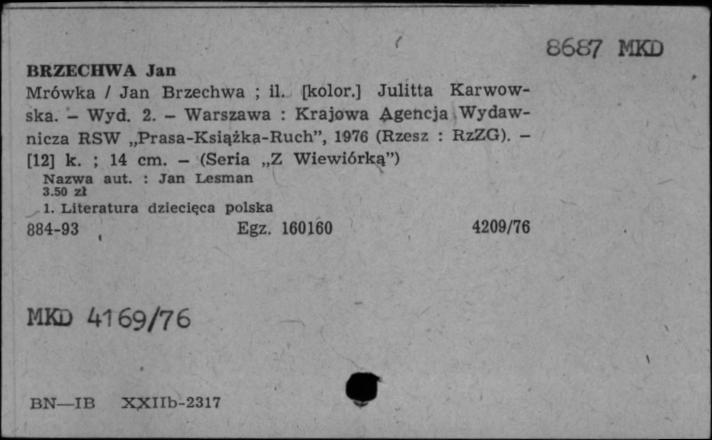 8687 MKD
BRZECHWA Jan
Mrówka / Jan Brzechwa ; il. [kolor.] Julitta Karwow-
ska. – Wyd. 2. – Warszawa : Krajowa Agencja Wydaw-
nicza RSW „Prasa-Książka-Ruch”, 1976 (Rzesz : RzZG). –
[12] k. ; 14 cm. – (Seria „Z Wiewiórką”)
Nazwa aut. : Jan Lesman
3.50 zł
1. Literatura dziecięca polska
884-93 Egz. 160160 4209/76
MKD 4169/76
BN—IB XXIIb-2317